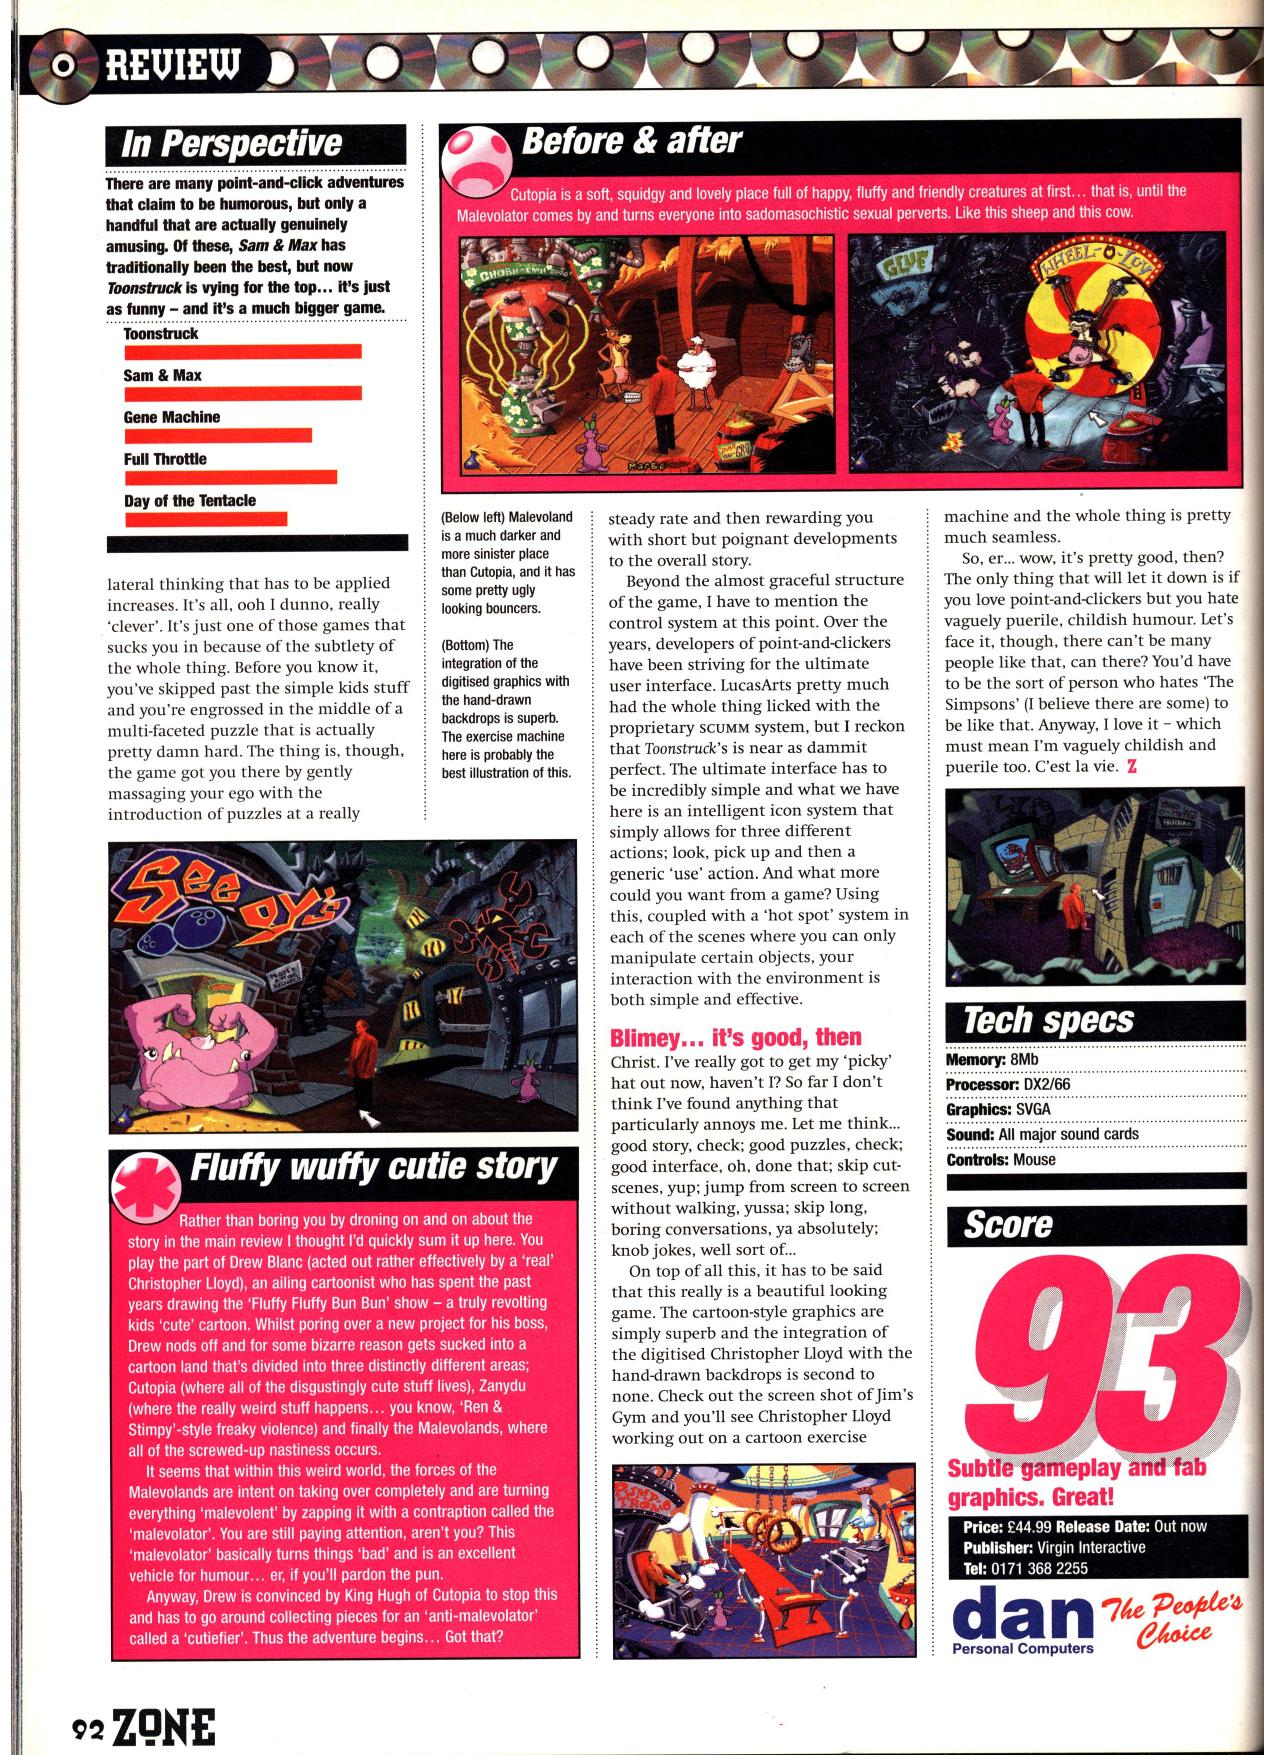 REVIEW
In Perspective
There are many point-and-click adventures
that claim to be humorous, but only a
handful that are actually genuinely
amusing. Of these, Sam & Max has
traditionally been the best, but now
Toonstruck is vying for the top... it's just
as funny – and it's a much bigger game.
Toonstruck
Sam & Max
Gene Machine
Full Throttle
Day of the Tentacle
lateral thinking that has to be applied
increases. It's all, ooh I dunno, really
'clever'. It's just one of those games that
sucks you in because of the subtlety of
the whole thing. Before you know it,
you've skipped past the simple kids stuff
and you're engrossed in the middle of a
multi-faceted puzzle that is actually
pretty damn hard. The thing is, though,
the game got you there by gently
massaging your ego with the
introduction of puzzles at a really
Before & after
Cutopia is a soft, squidgy and lovely place full of happy, fluffy and friendly creatures at first... that is, until the
Malevolator comes by and turns everyone into sadomasochistic sexual perverts. Like this sheep and this cow.
GLUE
WHEEL-O-LUV
(Below left) Malevoland
is a much darker and
more sinister place
than Cutopia, and it has
some pretty ugly
looking bouncers.
(Bottom) The
integration of the
digitised graphics with
the hand-drawn
backdrops is superb.
The exercise machine
here is probably the
best illustration of this.
SEEDY'S
Fluffy wuffy cutie story
Rather than boring you by droning on and on about the
story in the main review I thought I'd quickly sum it up here. You
play the part of Drew Blanc (acted out rather effectively by a 'real'
Christopher Lloyd), an ailing cartoonist who has spent the past
years drawing the 'Fluffy Fluffy Bun Bun' show – a truly revolting
kids 'cute' cartoon. Whilst poring over a new project for his boss,
Drew nods off and for some bizarre reason gets sucked into a
cartoon land that's divided into three distinctly different areas;
Cutopia (where all of the disgustingly cute stuff lives), Zanydu
(where the really weird stuff happens... you know, 'Ren &
Stimpy'-style freaky violence) and finally the Malevolands, where
all of the screwed-up nastiness occurs.
It seems that within this weird world, the forces of the
Malevolands are intent on taking over completely and are turning
everything 'malevolent' by zapping it with a contraption called the
'malevolator'. You are still paying attention, aren't you? This
'malevolator' basically turns things 'bad' and is an excellent
vehicle for humour... er, if you'll pardon the pun.
Anyway, Drew is convinced by King Hugh of Cutopia to stop this
and has to go around collecting pieces for an 'anti-malevolator'
called a 'cutiefier'. Thus the adventure begins... Got that?
steady rate and then rewarding you
with short but poignant developments
to the overall story.
Beyond the almost graceful structure
of the game, I have to mention the
control system at this point. Over the
years, developers of point-and-clickers
have been striving for the ultimate
user interface. LucasArts pretty much
had the whole thing licked with the
proprietary SCUMM system, but I reckon
that Toonstruck's is near as dammit
perfect. The ultimate interface has to
be incredibly simple and what we have
here is an intelligent icon system that
simply allows for three different
actions; look, pick up and then a
generic 'use' action. And what more
could you want from a game? Using
this, coupled with a 'hot spot' system in
each of the scenes where you can only
manipulate certain objects, your
interaction with the environment is
both simple and effective.
Blimey... it's good, then
Christ. I've really got to get my 'picky'
hat out now, haven't I? So far I don't
think I've found anything that
particularly annoys me. Let me think...
good story, check; good puzzles, check;
good interface, oh, done that; skip cut-
scenes, yup; jump from screen to screen
without walking, yussa; skip long,
boring conversations, ya absolutely;
knob jokes, well sort of...
On top of all this, it has to be said
that this really is a beautiful looking
game. The cartoon-style graphics are
simply superb and the integration of
the digitised Christopher Lloyd with the
hand-drawn backdrops is second to
none. Check out the screen shot of Jim's
Gym and you'll see Christopher Lloyd
working out on a cartoon exercise
machine and the whole thing is pretty
much seamless.
So, er... wow, it's pretty good, then?
The only thing that will let it down is if
you love point-and-clickers but you hate
vaguely puerile, childish humour. Let's
face it, though, there can't be many
people like that, can there? You'd have
to be the sort of person who hates 'The
Simpsons' (I believe there are some) to
be like that. Anyway, I love it – which
must mean I'm vaguely childish and
puerile too. C'est la vie. Z
Tech specs
Memory: 8Mb
Processor: DX2/66
Graphics: SVGA
Sound: All major sound cards
Controls: Mouse
Score
93
Subtle gameplay and fab
graphics. Great!
Price: £44.99 Release Date: Out now
Publisher: Virgin Interactive
Tel: 0171 368 2255
dan
Personal Computers
The People's
Choice
92 ZONE